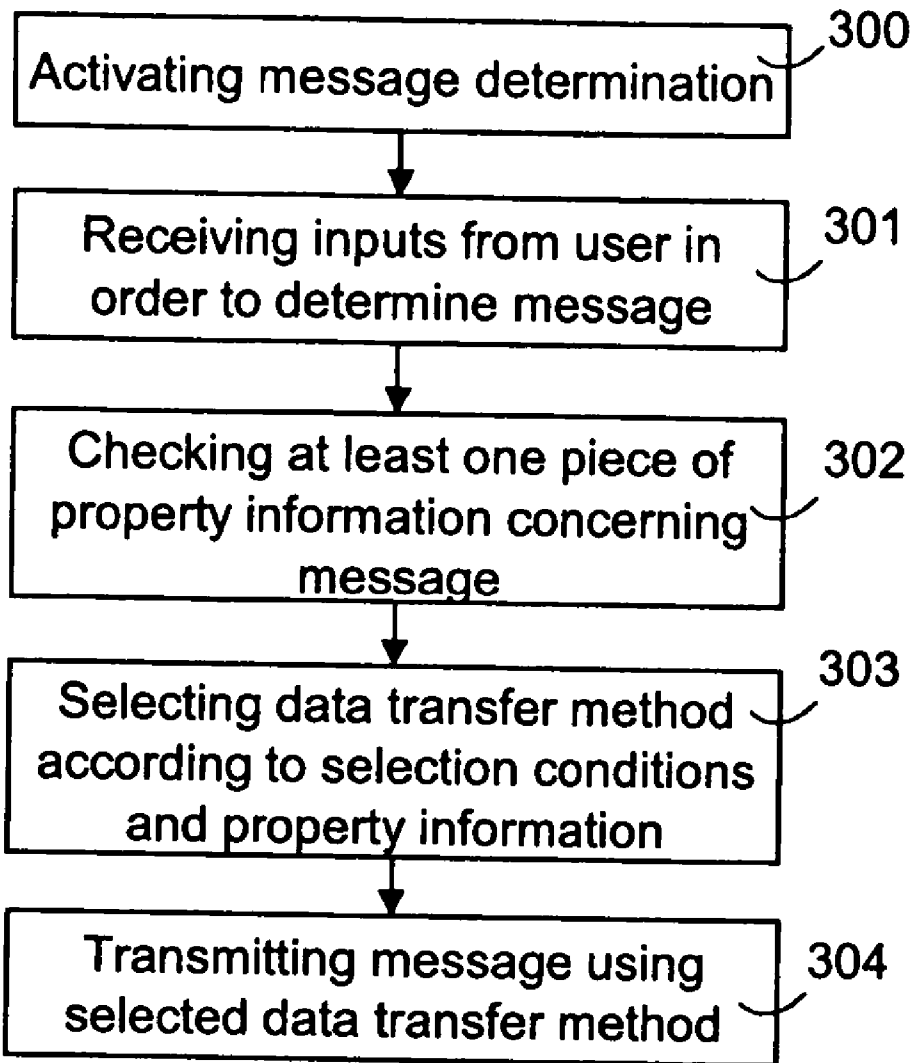 300
Activating message determination
Receiving inputs from user in
order to determine message
301
Checking at least one piece of
property information concerning
message
302
Selecting data transfer method
according to selection conditions
and property information
303
Transmitting message using
selected data transfer method
304